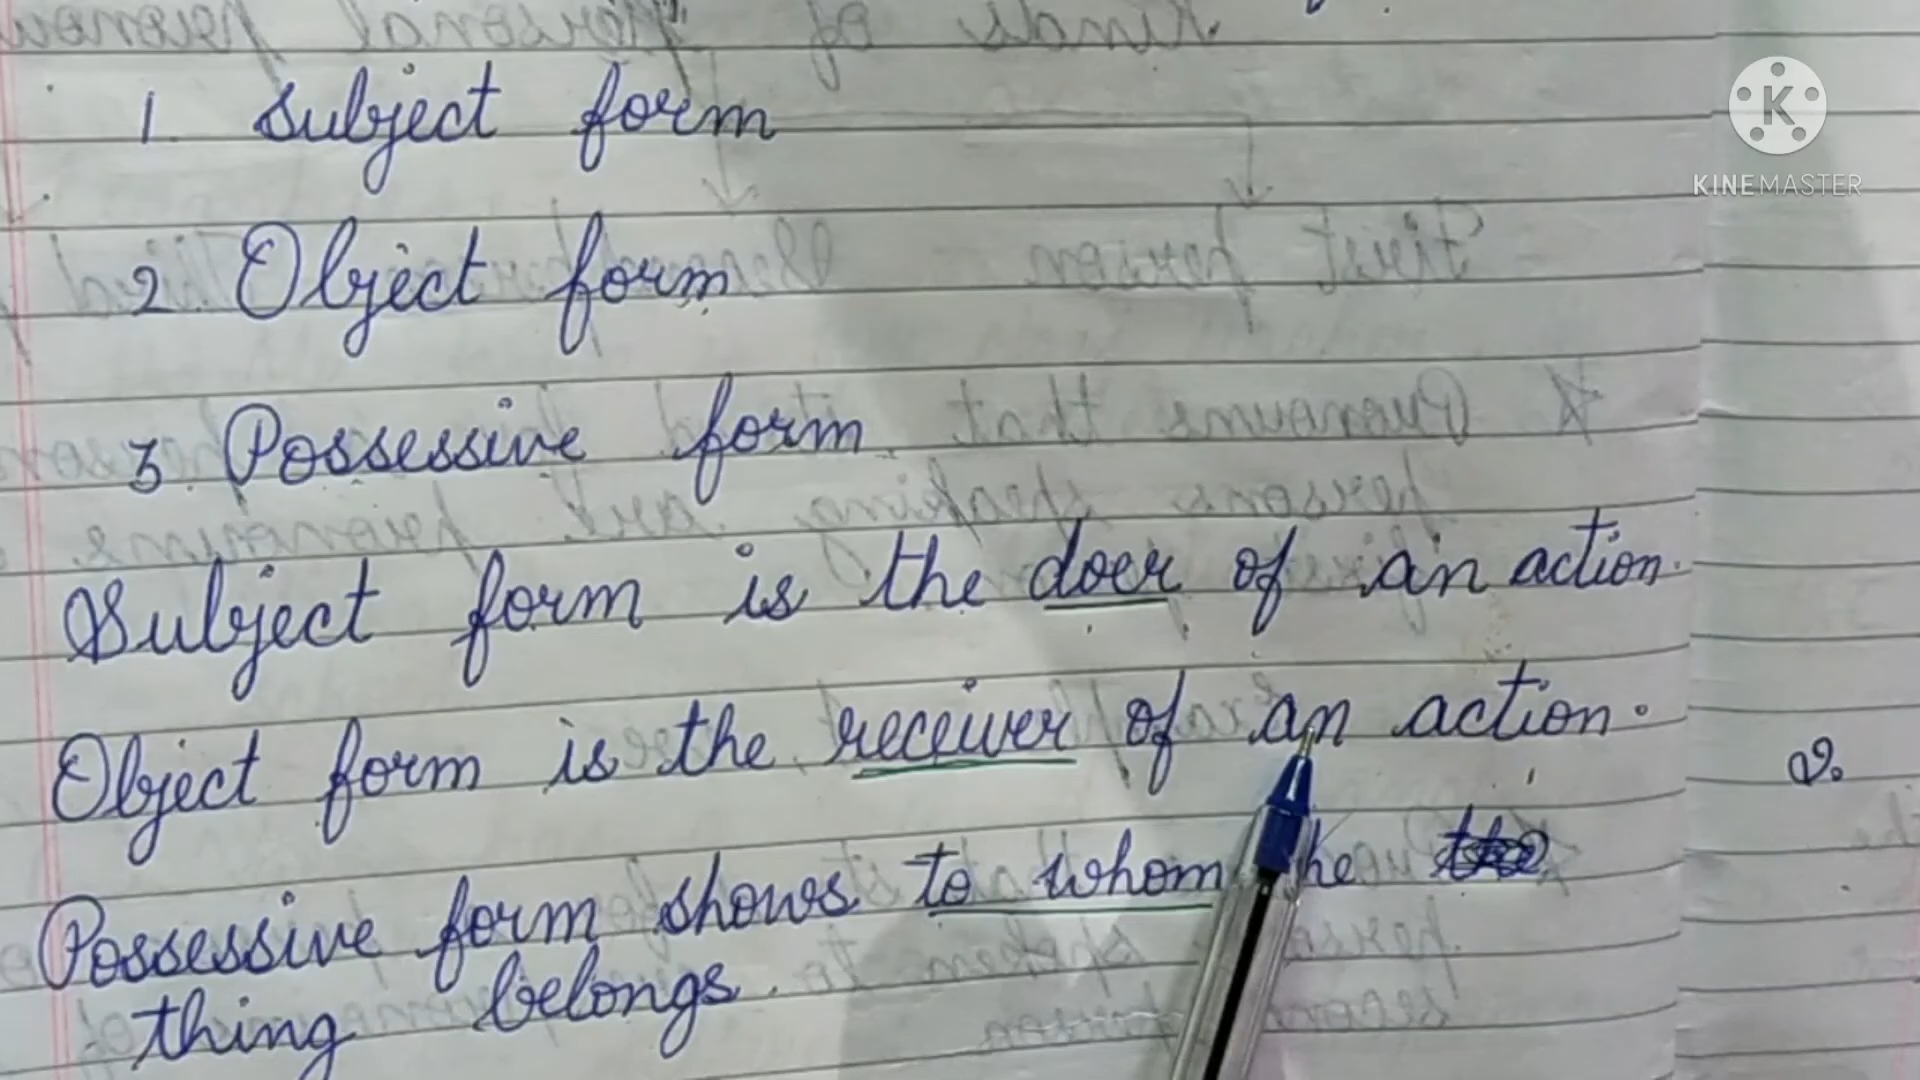 1. Subject form
2. Object form
3. Possessive form
Subject form is the doer of an action.
Object form is the receiver of an action.
Possessive form shows to whom the
thing belongs.
KINEMASTER